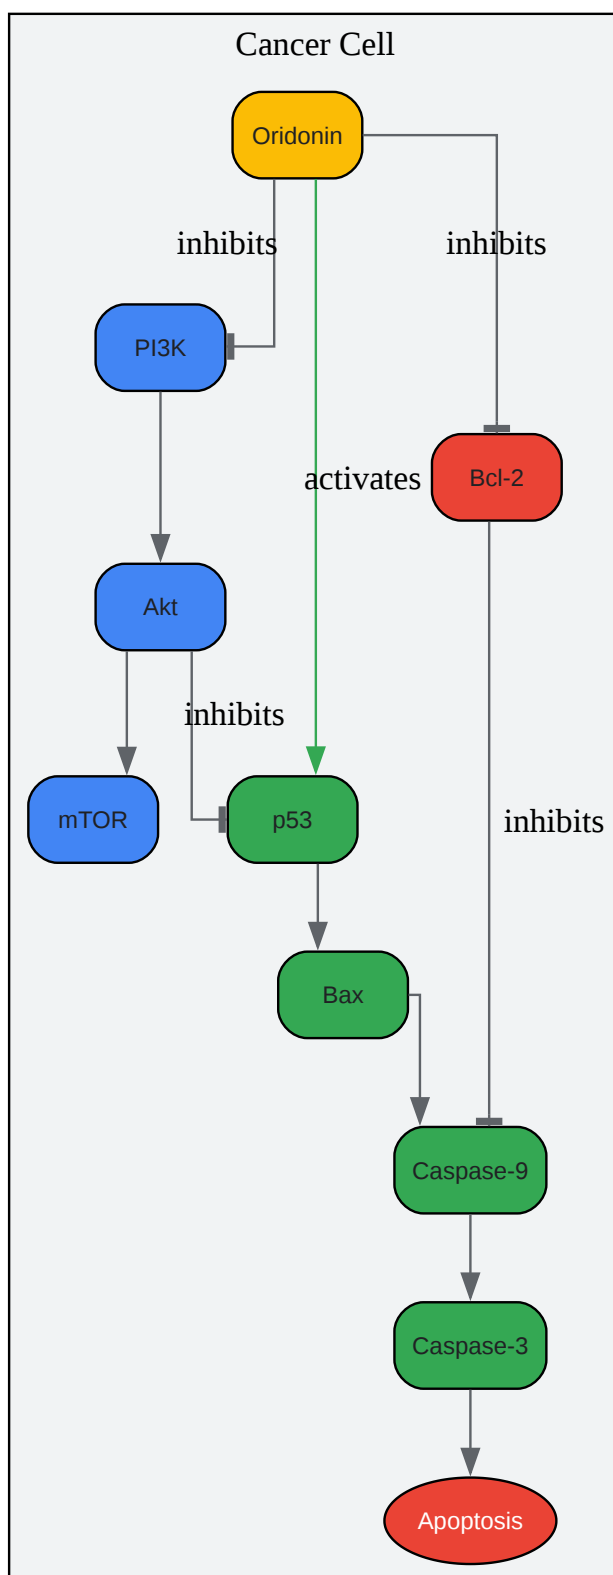 Cancer Cell
Oridonin
inhibits
inhibits
PI3K
activates
Bcl-2
Akt
inhibits
mTOR
p53
inhibits
Bax
Caspase-9
Caspase-3
Apoptosis